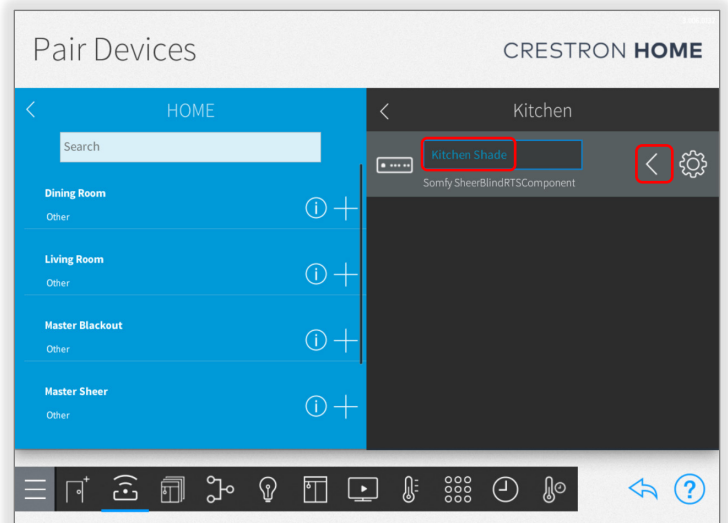 Pair Devices
CRESTRON HOME
HOME
Kitchen
Search
Kitchen Shade
Somfy SheerBlindRTSComponent
Dining Room
Other
Living Room
Other
Master Blackout
Other
Master Sheer
Other